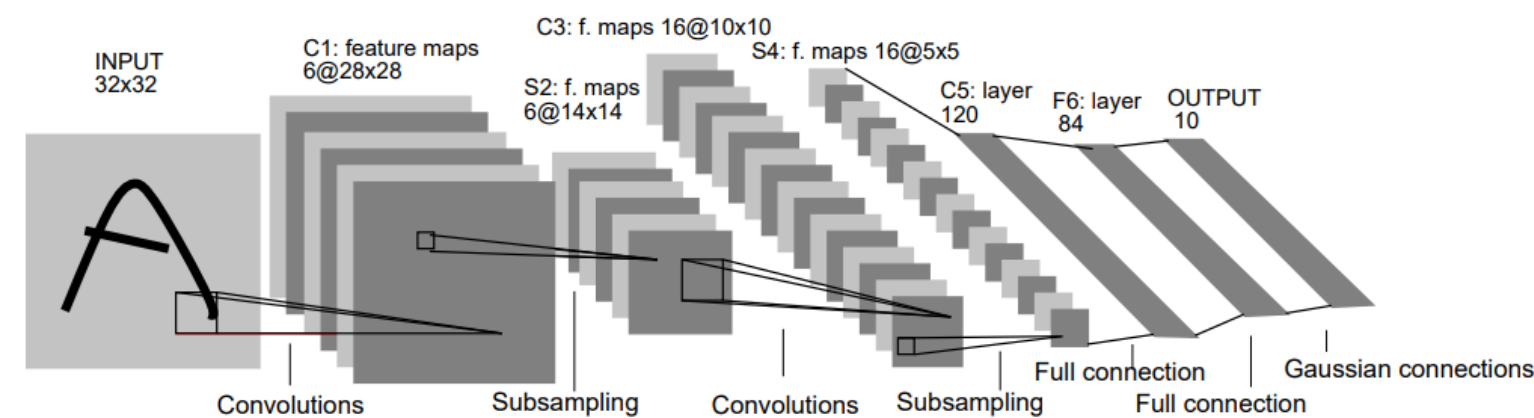 INPUT
32x32
C1: feature maps
6@28x28
S2: f. maps
6@14x14
C3: f. maps 16@10x10
S4: f. maps 16@5x5
C5: layer
120
F6: layer
84
OUTPUT
10
A
Convolutions
Subsampling
Convolutions
Subsampling
Full connection
Full connection
Gaussian connections